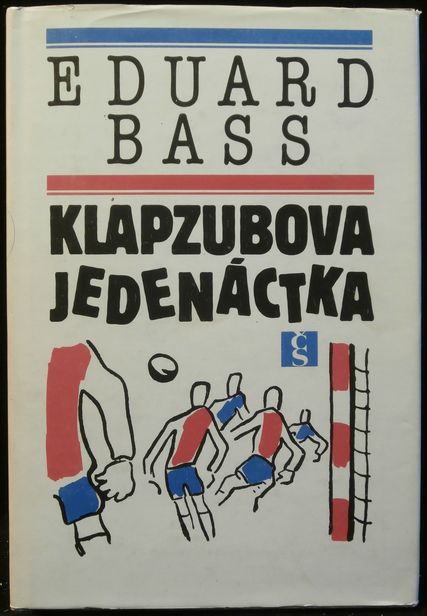 EDUARD
BASS
KLAPZUBOVA
JEDENÁCTKA
ČS